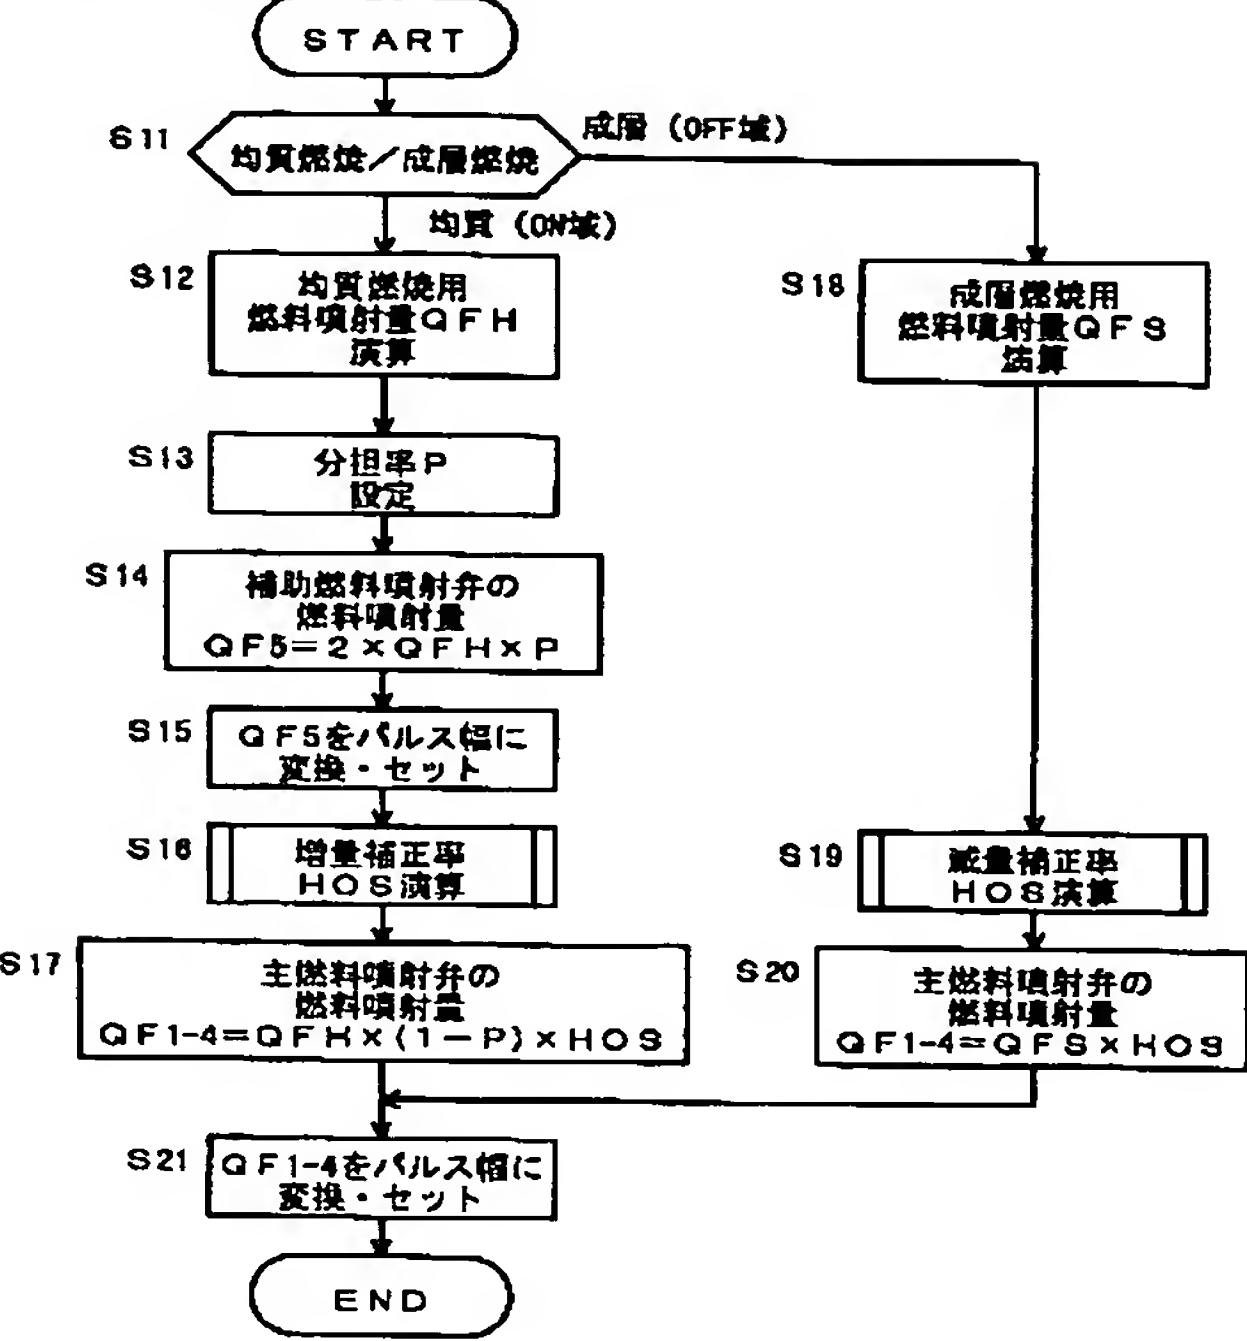 START
S11
均質燃焼／成層燃焼
成層（OFF域）
均質（ON域）
S12
均質燃焼用
燃料噴射量QFH
演算
S13
分担率P
設定
S14
補助燃料噴射弁の
燃料噴射量
QF5=2×QFH×P
S15
QF5をパルス幅に
変換・セット
S16
増量補正率
HOS演算
S17
主燃料噴射弁の
燃料噴射量
QF1-4=QFH×(1-P)×HOS
S18
成層燃焼用
燃料噴射量QFS
演算
S19
減量補正率
HOS演算
S20
主燃料噴射弁の
燃料噴射量
QF1-4=QFS×HOS
S21
QF1-4をパルス幅に
変換・セット
END